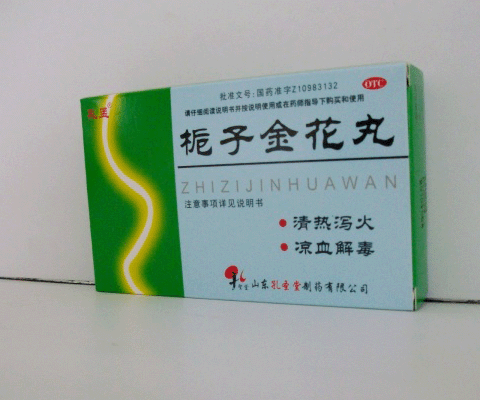 批准文号:国药准字Z10983132
OTC
请仔细阅读说明书并按说明使用或在药师指导下购买和使用
栀子金花丸
ZHIZIJINHUAWAN
注意事项详见说明书
• 清热泻火
• 凉血解毒
山东孔圣堂制药有限公司